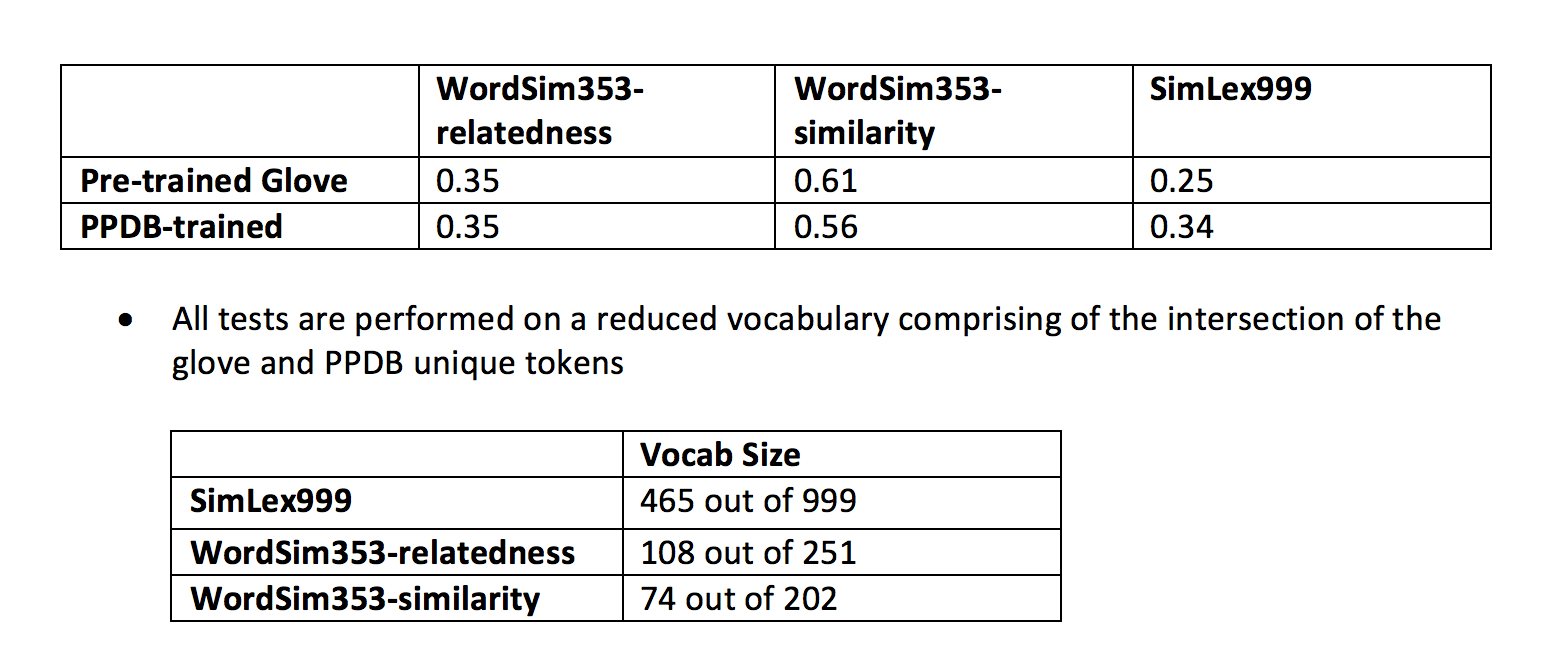 WordSim353-relatedness WordSim353-similarity SimLex999
Pre-trained Glove 0.35 0.61 0.25
PPDB-trained 0.35 0.56 0.34
• All tests are performed on a reduced vocabulary comprising of the intersection of the
glove and PPDB unique tokens
Vocab Size
SimLex999 465 out of 999
WordSim353-relatedness 108 out of 251
WordSim353-similarity 74 out of 202